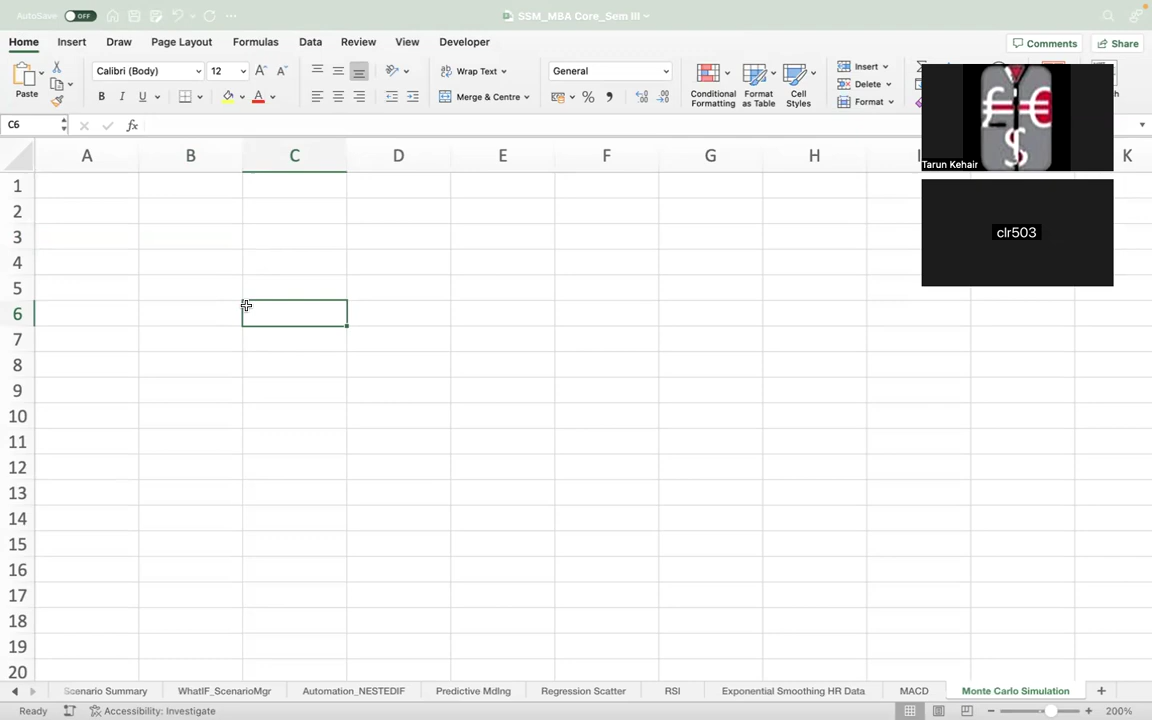 AutoSave OFF SSM_MBA Core_Sem III
Home Insert Draw Page Layout Formulas Data Review View Developer Comments Share
Paste Calibri (Body) 12 Wrap Text General Conditional Formatting Format as Table Cell Styles Insert
B I U A Merge & Centre % Delete
Format
C6 fx
A B C D E F G H K
1
2
3
4
5
6
7
8
9
10
11
12
13
14
15
16
17
18
19
20
£ €
$
Tarun Kehair
clr503
Scenario Summary WhatIF_ScenarioMgr Automation_NESTEDIF Predictive Mdlng Regression Scatter RSI Exponential Smoothing HR Data MACD Monte Carlo Simulation
Ready Accessibility: Investigate 200%